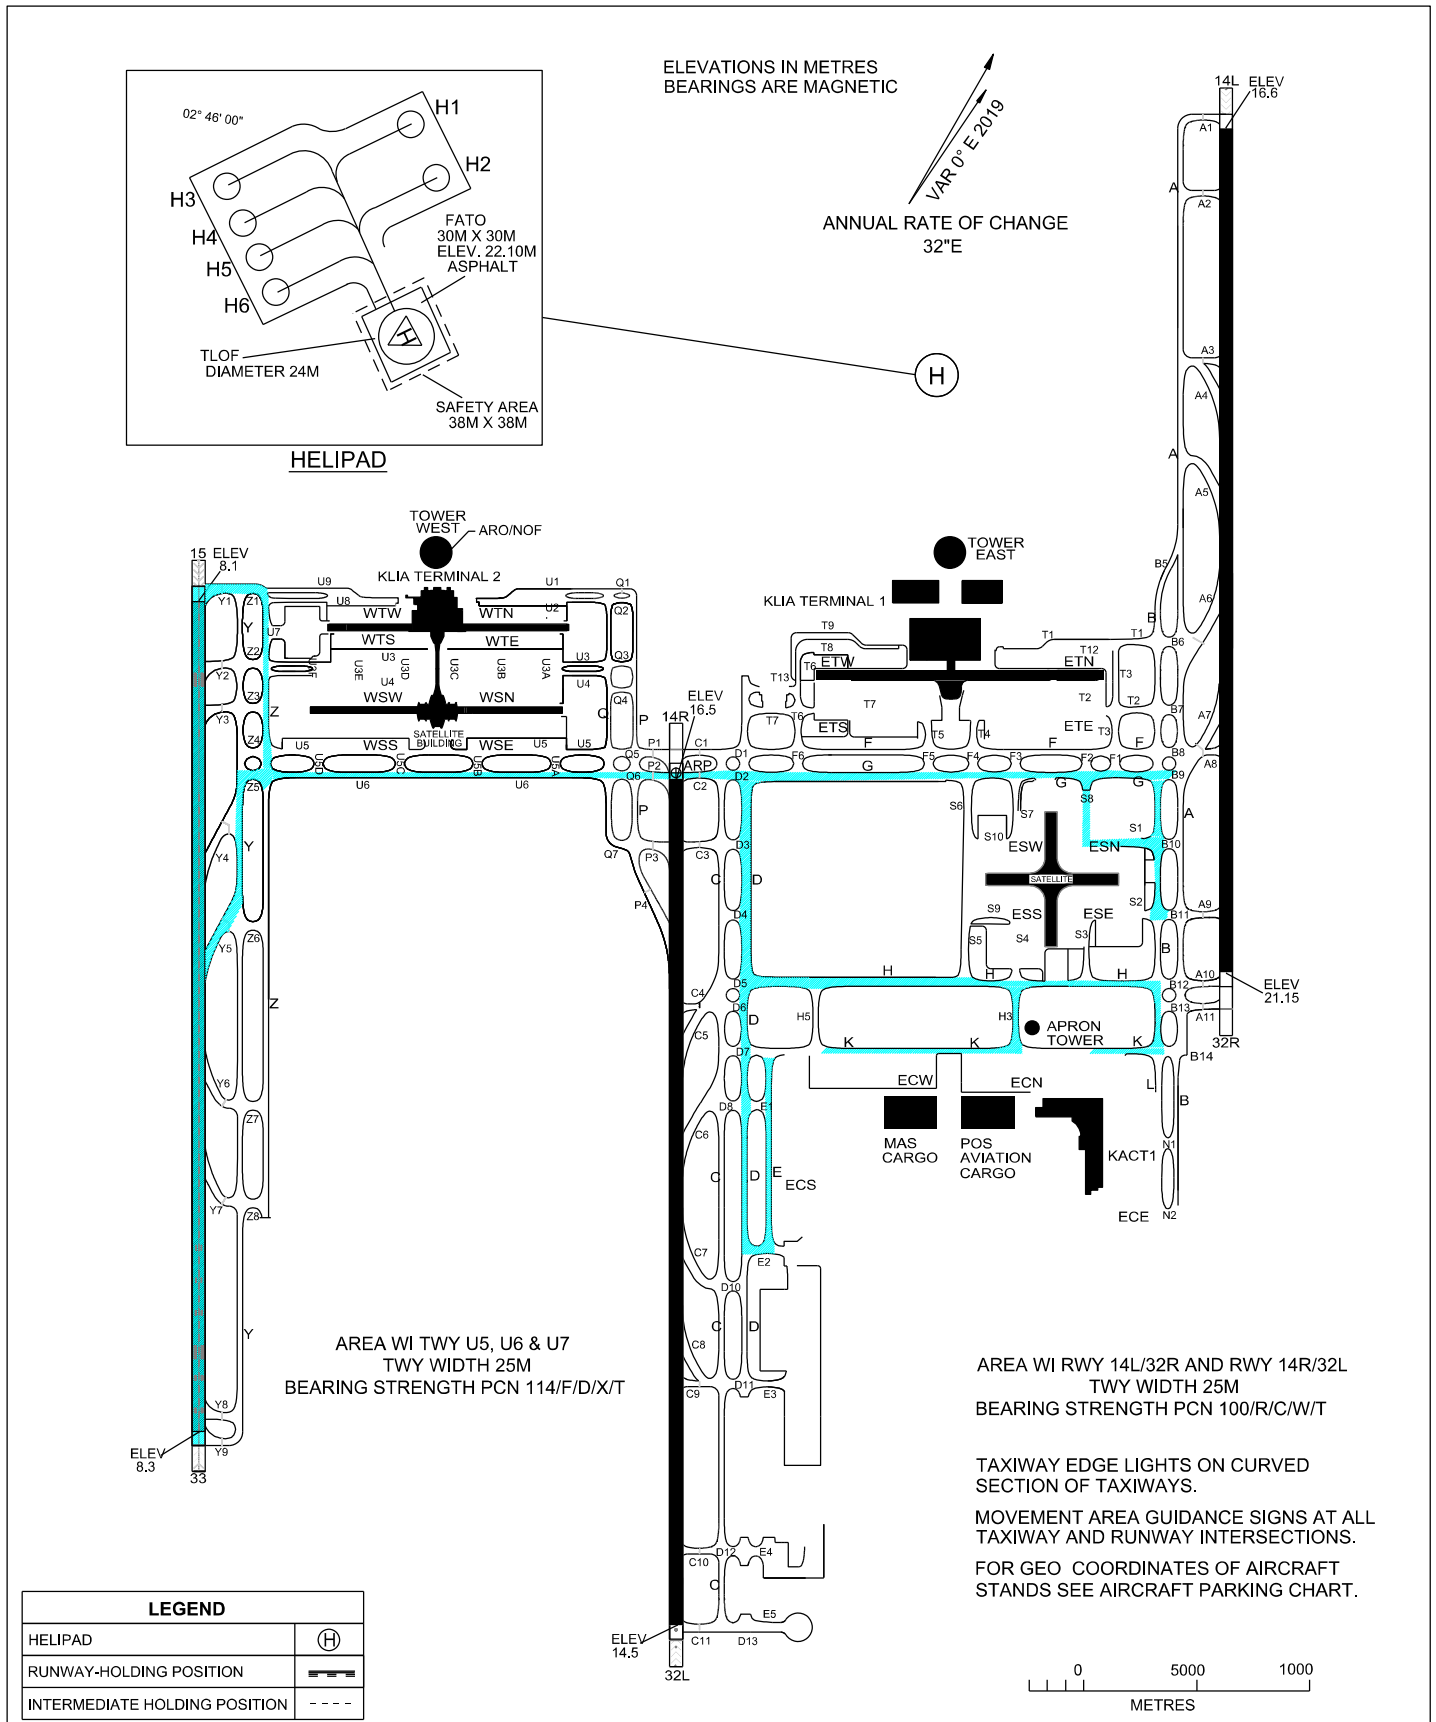 ELEVATIONS IN METRES
BEARINGS ARE MAGNETIC
VAR 0° E 2019
ANNUAL RATE OF CHANGE
32"E
02° 46' 00"
H1
H2
H3
H4
H5
H6
FATO
30M X 30M
ELEV. 22.10M
ASPHALT
H
TLOF
DIAMETER 24M
SAFETY AREA
38M X 38M
HELIPAD
H
14L
ELEV
16.6
A1
A
A2
A3
A4
A
A5
B5
A6
B
B6
A7
B7
B8
A8
B9
A
B10
A9
B11
B
A10
B12
B13
A11
ELEV
21.15
32R
B14
L
B
N1
N2
TOWER
WEST
ARO/NOF
KLIA TERMINAL 2
15
ELEV
8.1
U9
U8
U1
U2
Q1
Q2
Y1
Z1
WTW
WTN
Y
U7
WTS
WTE
Z2
U3
U3
Q3
U3F
U3E
U3D
U3C
U3B
U3A
Y2
U4
U4
Z3
Q4
WSW
WSN
Y3
Z
Q
P
Z4
SATELLITE
BUILDING
U5
WSS
WSE
U5
U5
U5D
U5C
U5B
U5A
Q5
Q6
Z5
U6
U6
P1
P2
C1
14R
ELEV
16.5
ARP
D1
D2
C2
P
Q7
P3
C3
D3
Y4
Y
P4
C
D
D4
Y5
Z6
Z
C4
D5
D6
C5
D
D7
Y6
Z7
D8
E1
C6
Y7
Z8
C
D
E
ECS
C7
E2
D10
Y
C
D
C8
Y8
C9
D11
E3
Y9
ELEV
8.3
33
C10
D12
E4
C
E5
C11
D13
ELEV
14.5
32L
TOWER
EAST
KLIA TERMINAL 1
T9
T8
T6
T13
ETW
T1
T1
T12
ETN
T3
T7
T2
T2
T7
T6
ETS
T5
T4
ETE
T3
F
F
F
F6
G
F5
F4
F3
F2
F1
G
G
S6
S7
S8
S10
S1
ESW
ESN
SATELLITE
S2
S9
ESS
ESE
S5
S4
S3
H
H
H
H5
H3
APRON
TOWER
K
K
K
ECW
ECN
MAS
CARGO
POS
AVIATION
CARGO
KACT1
ECE
AREA WI TWY U5, U6 & U7
TWY WIDTH 25M
BEARING STRENGTH PCN 114/F/D/X/T
AREA WI RWY 14L/32R AND RWY 14R/32L
TWY WIDTH 25M
BEARING STRENGTH PCN 100/R/C/W/T
TAXIWAY EDGE LIGHTS ON CURVED
SECTION OF TAXIWAYS.
MOVEMENT AREA GUIDANCE SIGNS AT ALL
TAXIWAY AND RUNWAY INTERSECTIONS.
FOR GEO COORDINATES OF AIRCRAFT
STANDS SEE AIRCRAFT PARKING CHART.
LEGEND
HELIPAD
H
RUNWAY-HOLDING POSITION
INTERMEDIATE HOLDING POSITION
0 5000 1000
METRES